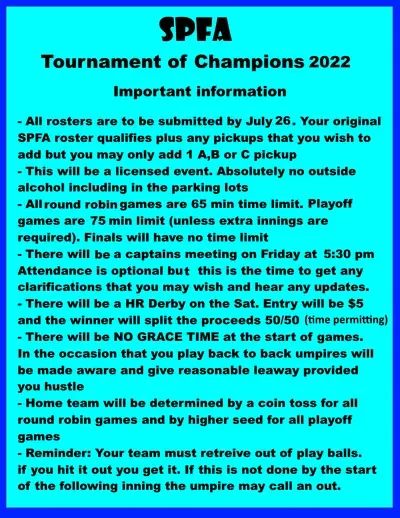 SPFA
Tournament of Champions 2022
Important information
- All rosters are to be submitted by July 26. Your original
SPFA roster qualifies plus any pickups that you wish to
add but you may only add 1 A,B or C pickup
- This will be a licensed event. Absolutely no outside
alcohol including in the parking lots
- All round robin games are 65 min time limit. Playoff
games are 75 min limit (unless extra innings are
required). Finals will have no time limit
- There will be a captains meeting on Friday at 5:30 pm
Attendance is optional but this is the time to get any
clarifications that you may wish and hear any updates.
- There will be a HR Derby on the Sat. Entry will be $5
and the winner will split the proceeds 50/50 (time permitting)
- There will be NO GRACE TIME at the start of games.
In the occasion that you play back to back umpires will
be made aware and give reasonable leaway provided
you hustle
- Home team will be determined by a coin toss for all
round robin games and by higher seed for all playoff
games
- Reminder: Your team must retreive out of play balls.
if you hit it out you get it. If this is not done by the start
of the following inning the umpire may call an out.